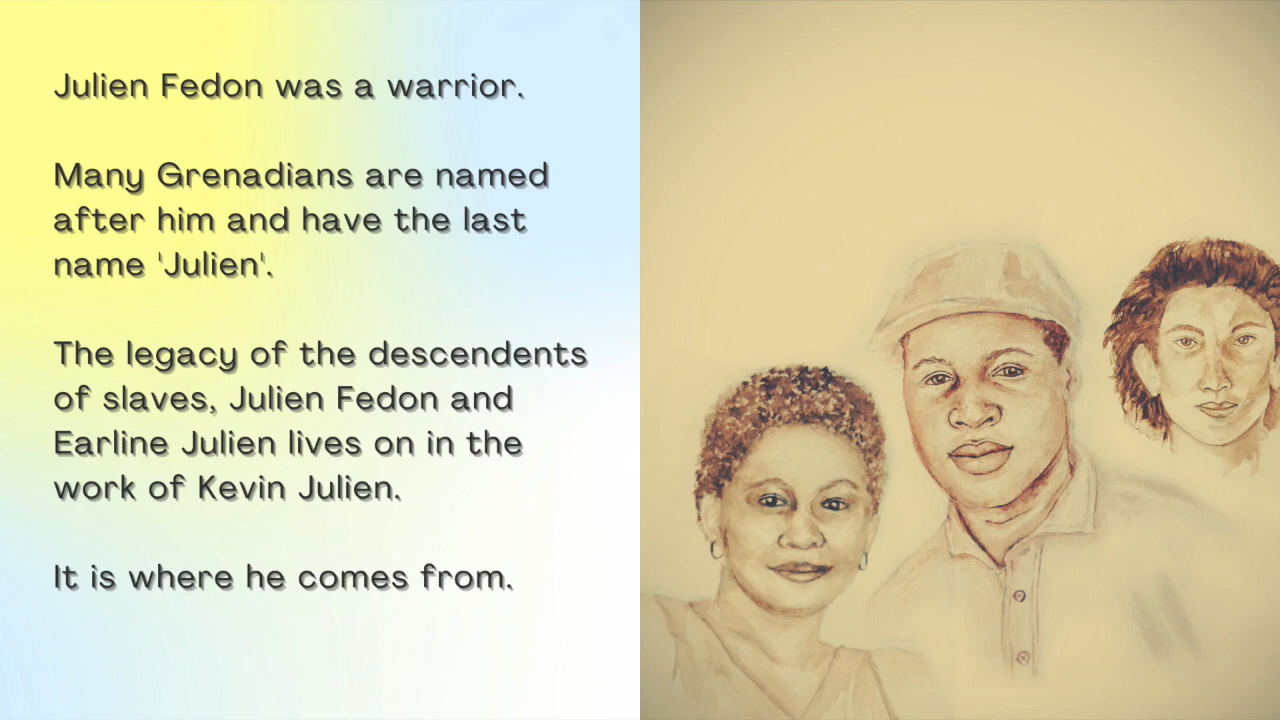 Julien Fedon was a warrior.
Many Grenadians are named
after him and have the last
name 'Julien'.
The legacy of the descendents
of slaves, Julien Fedon and
Earline Julien lives on in the
work of Kevin Julien.
It is where he comes from.